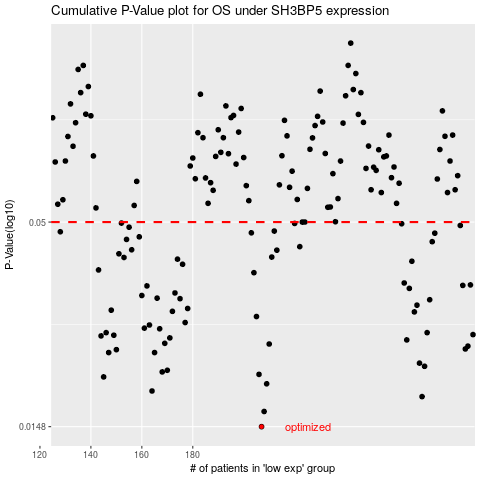 Cumulative P-Value plot for OS under SH3BP5 expression
P-Value(log10)
0.05
0.0148
optimized
120 140 160 180
# of patients in 'low exp' group